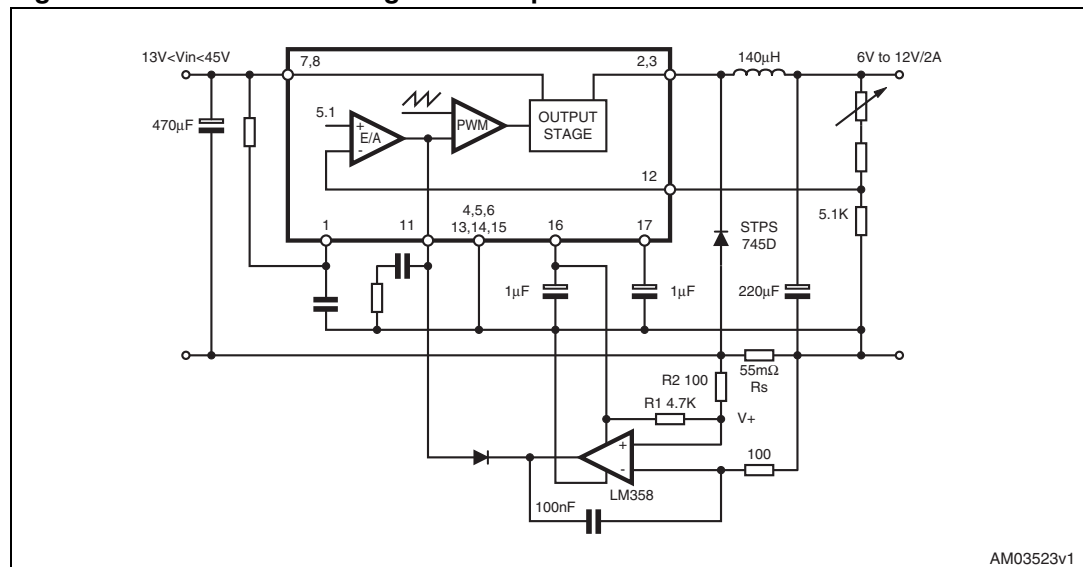 13V<Vin<45V
7,8
2,3
140μH
6V to 12V/2A
470μF
5.1
+
E/A
-
PWM
OUTPUT
STAGE
12
5.1K
1
11
4,5,6
13,14,15
16
17
STPS
745D
1μF
1μF
220μF
55mΩ
Rs
R2 100
R1 4.7K
V+
+
-
100
LM358
100nF
AM03523v1